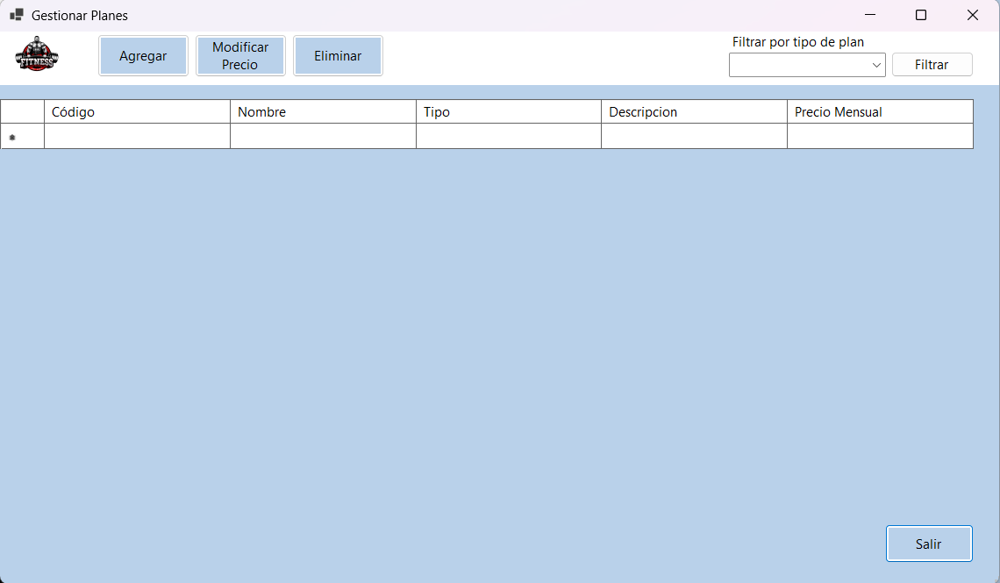 Gestionar Planes
FITNESS
Agregar
Modificar
Precio
Eliminar
Filtrar por tipo de plan
Filtrar
Código
Nombre
Tipo
Descripcion
Precio Mensual
Salir